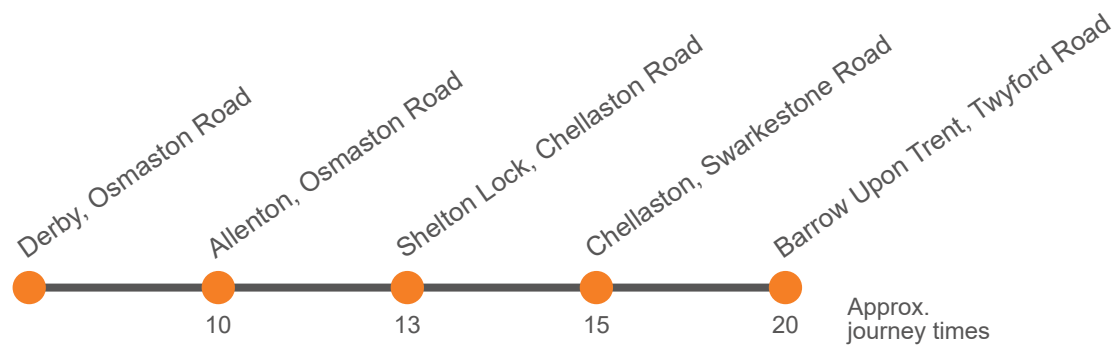 Derby, Osmaston Road
Allenton, Osmaston Road
Shelton Lock, Chellaston Road
Chellaston, Swarkestone Road
Barrow Upon Trent, Twyford Road
10
13
15
20
Approx.
journey times